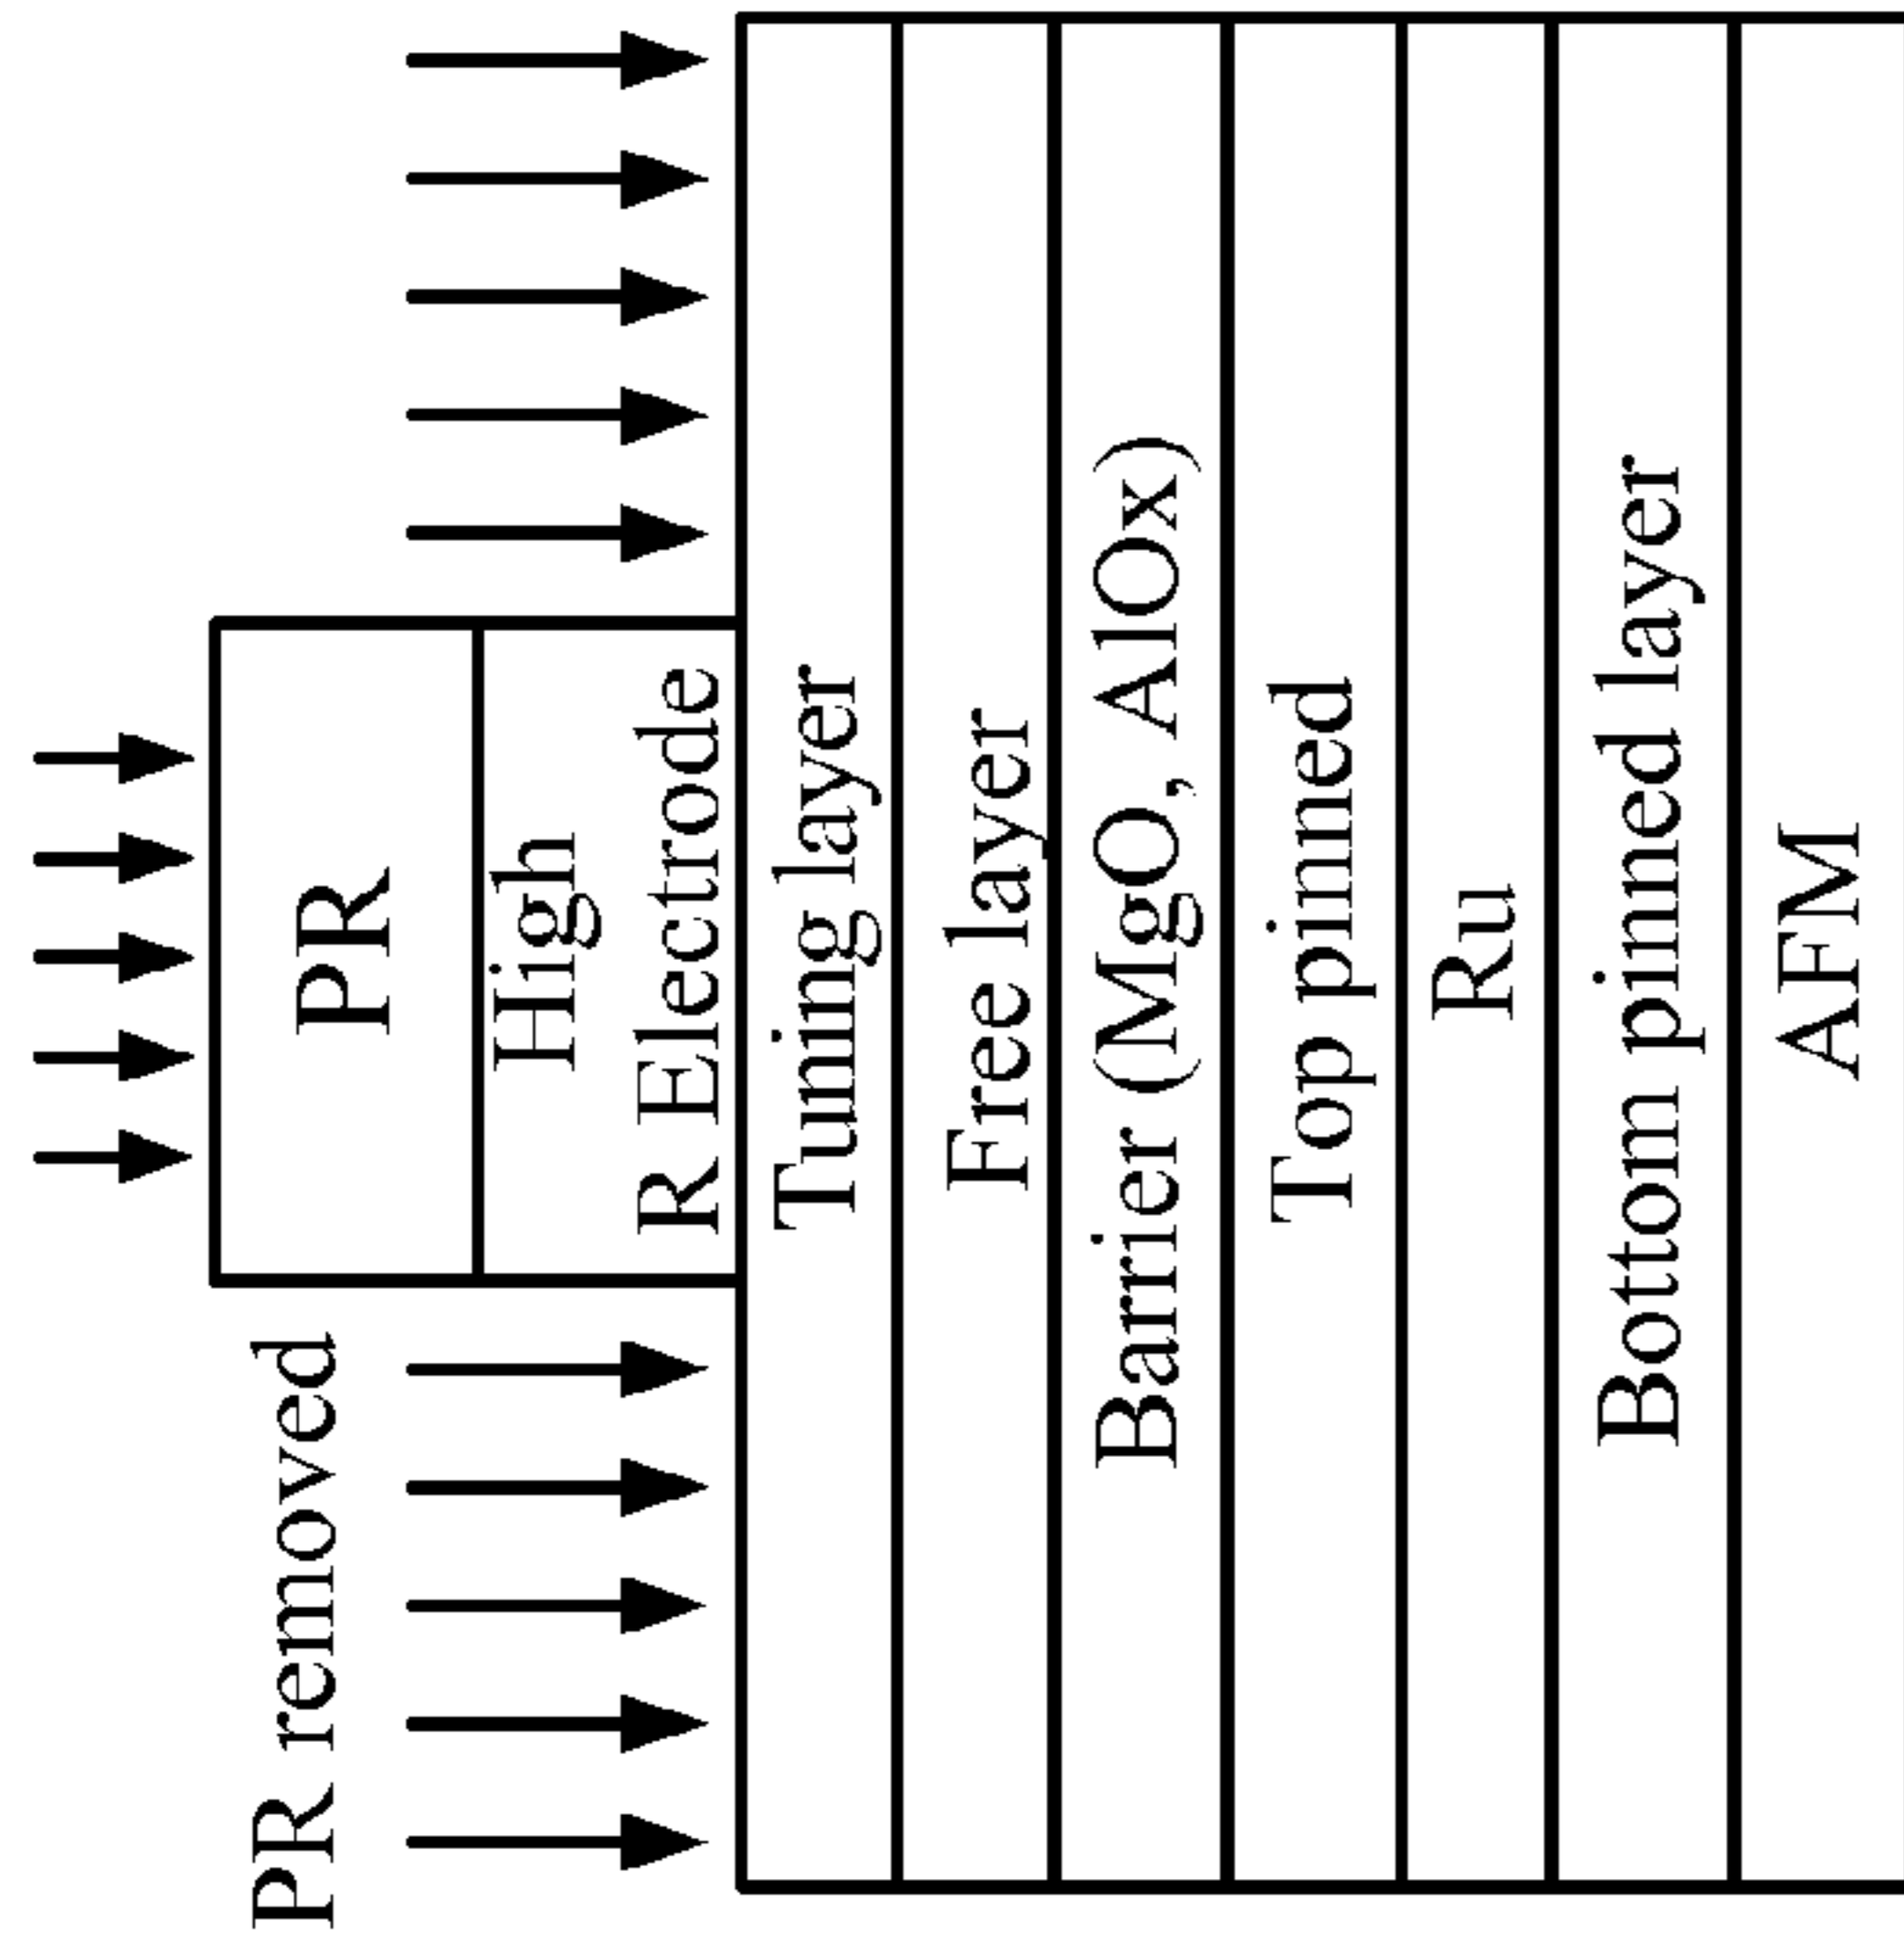 PR removed
PR
High
R Electrode
Tuning layer
Free layer
Barrier (MgO, AlOx)
Top pinned
Ru
Bottom pinned layer
AFM